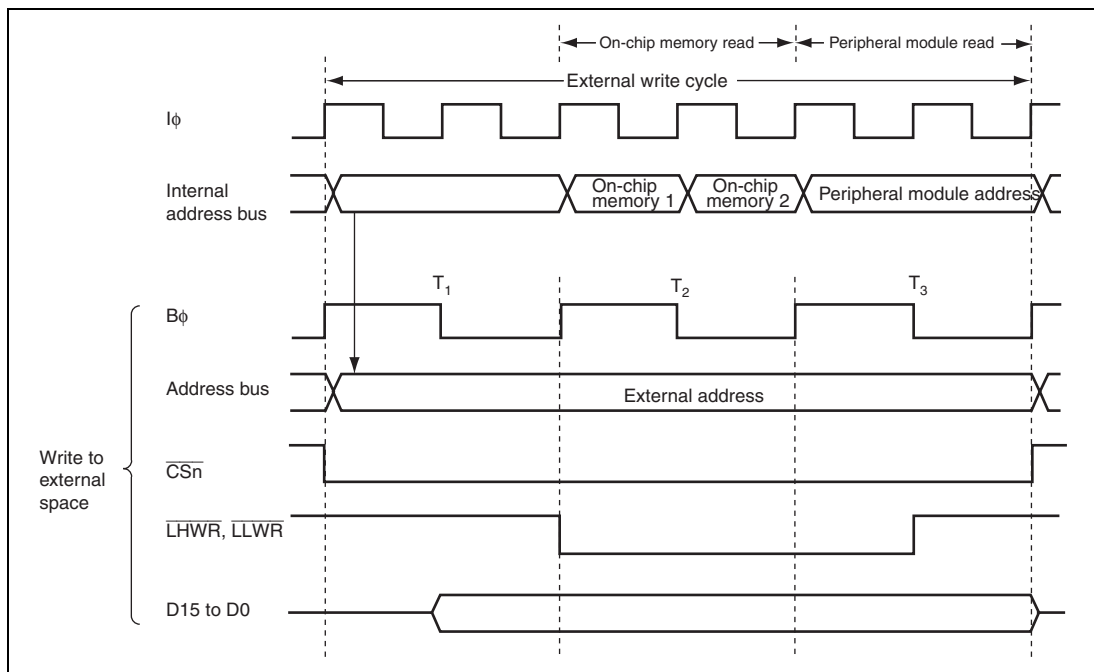 On-chip memory read Peripheral module read
External write cycle
Iϕ
Internal
address bus
On-chip
memory 1
On-chip
memory 2
Peripheral module address
T1 T2 T3
Bϕ
Address bus
External address
Write to
external
space
CSn
LHWR, LLWR
D15 to D0